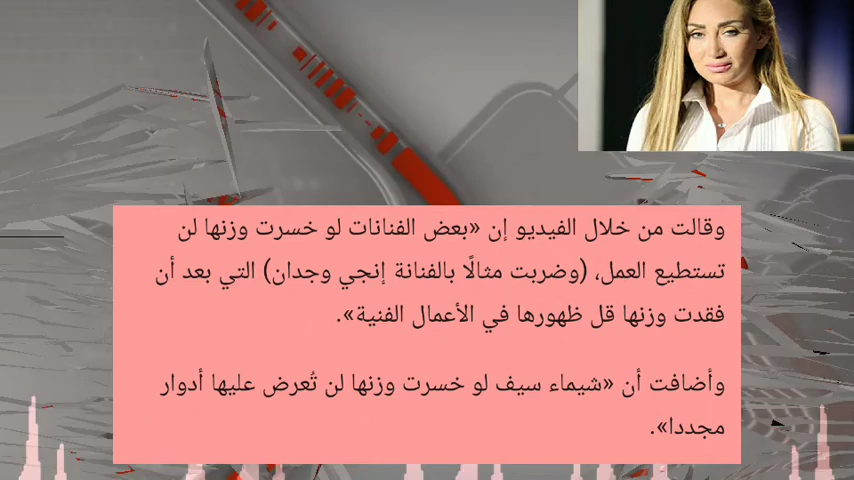 وقالت من خلال الفيديو إن «بعض الفنانات لو خسرت وزنها لن
تستطيع العمل، (وضربت مثالًا بالفنانة إنجي وجدان) التي بعد أن
فقدت وزنها قل ظهورها في الأعمال الفنية».
وأضافت أن «شيماء سيف لو خسرت وزنها لن تُعرض عليها أدوار
مجددا».